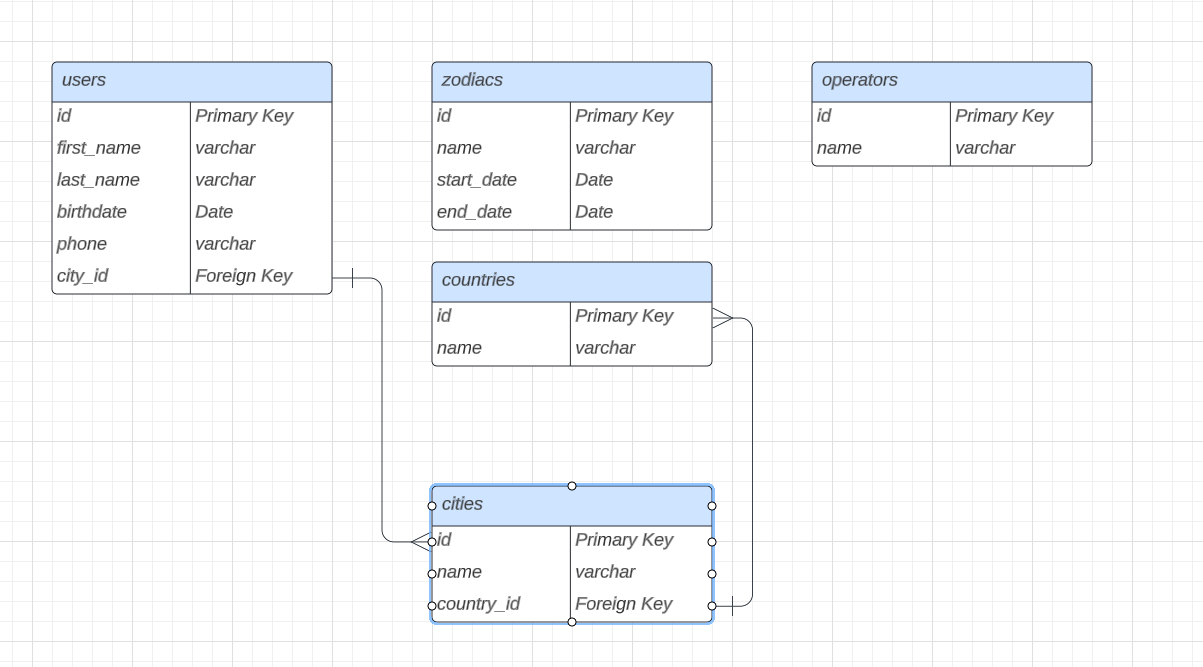 users
id Primary Key
first_name varchar
last_name varchar
birthdate Date
phone varchar
city_id Foreign Key
zodiacs
id Primary Key
name varchar
start_date Date
end_date Date
operators
id Primary Key
name varchar
countries
id Primary Key
name varchar
cities
id Primary Key
name varchar
country_id Foreign Key